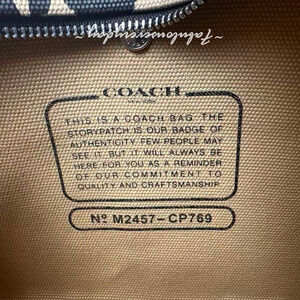 ~Fabulouseveryday~
COACH
NEW YORK
THIS IS A COACH BAG. THE
STORYPATCH IS OUR BADGE OF
AUTHENTICITY. FEW PEOPLE MAY
SEE IT. BUT IT WILL ALWAYS BE
HERE FOR YOU AS A REMINDER
OF OUR COMMITMENT TO
QUALITY AND CRAFTSMANSHIP.
Nº M2457-CP769